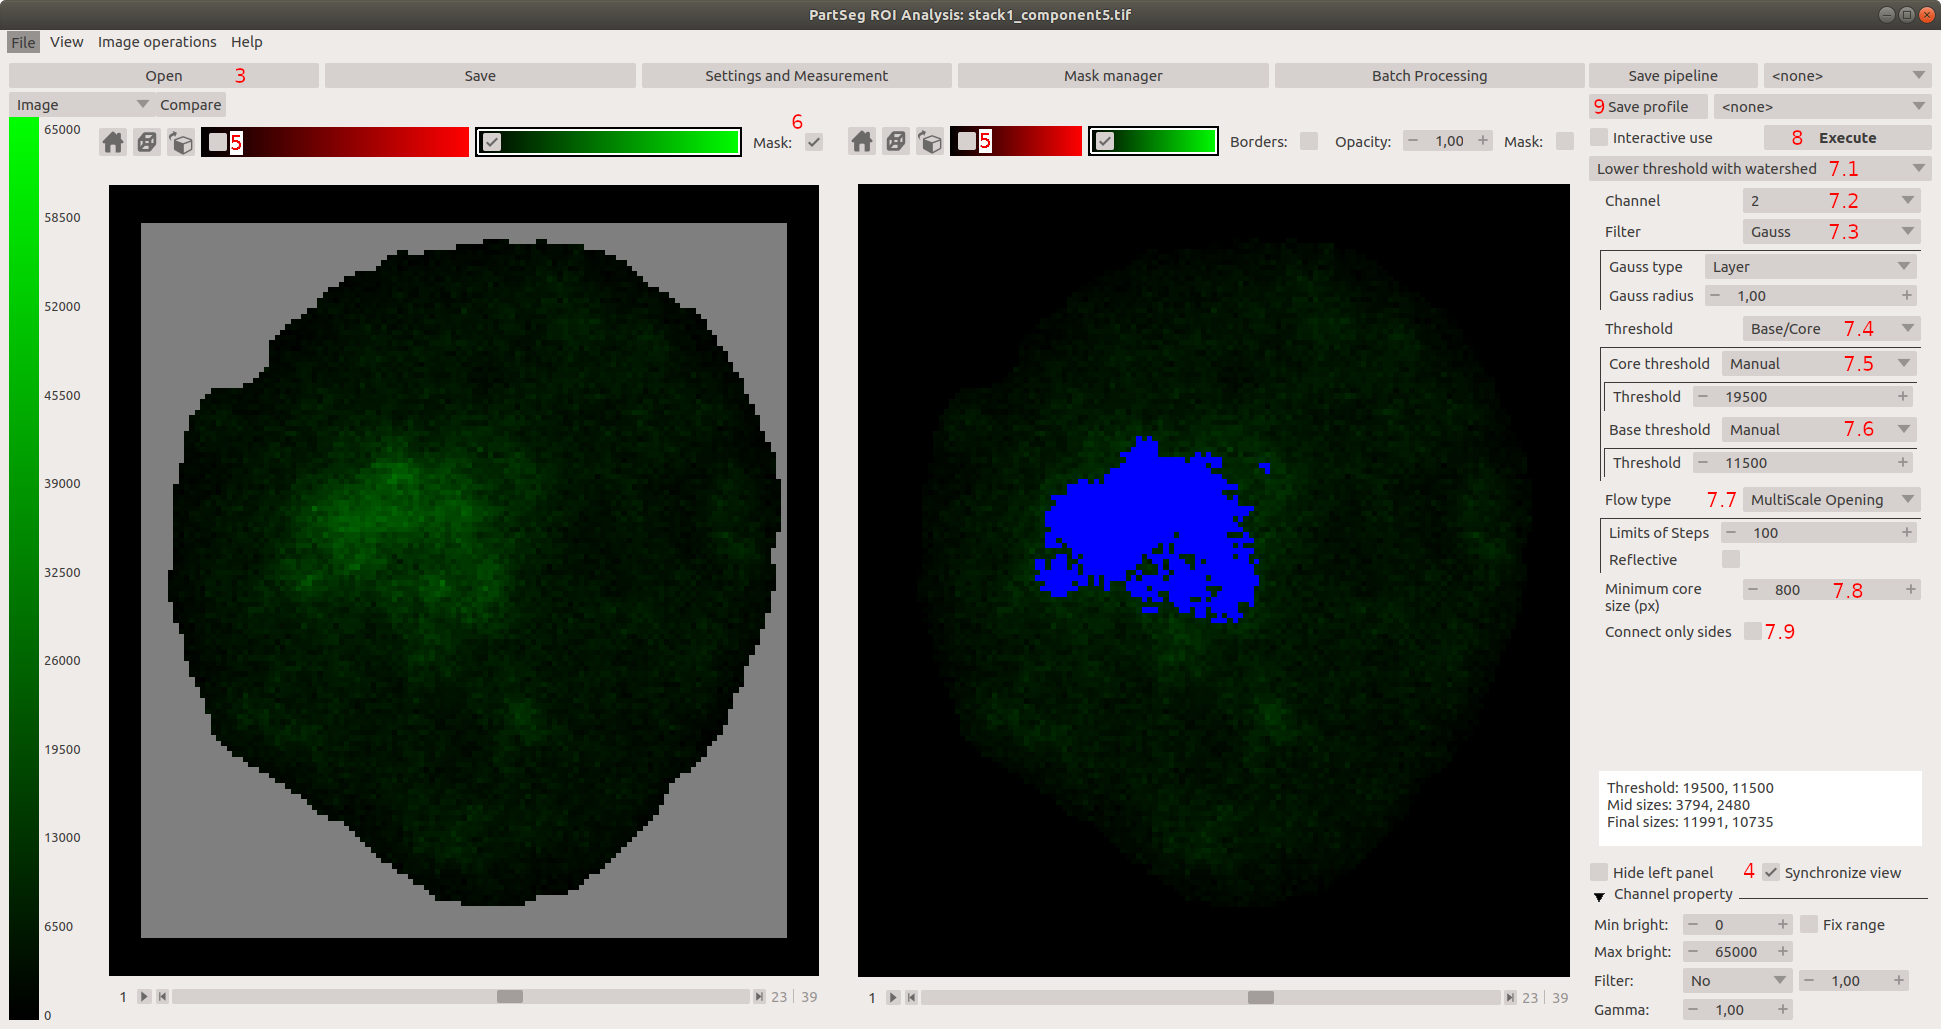 PartSeg ROI Analysis: stack1_component5.tif
File View Image operations Help
Open 3 Save Settings and Measurement Mask manager Batch Processing Save pipeline <none>
Image Compare
9 Save profile <none>
65000
58500
52000
45500
39000
32500
26000
19500
13000
6500
0
5
6
Mask:
5
Borders: Opacity: 1,00 Mask:
1 23 | 39
1 23 | 39
Interactive use 8 Execute
Lower threshold with watershed 7.1
Channel 2 7.2
Filter Gauss 7.3
Gauss type Layer
Gauss radius 1,00
Threshold Base/Core 7.4
Core threshold Manual 7.5
Threshold 19500
Base threshold Manual 7.6
Threshold 11500
Flow type 7.7 MultiScale Opening
Limits of Steps 100
Reflective
Minimum core
size (px) 800 7.8
Connect only sides 7.9
Threshold: 19500, 11500
Mid sizes: 3794, 2480
Final sizes: 11991, 10735
Hide left panel 4 Synchronize view
Channel property
Min bright: 0 Fix range
Max bright: 65000
Filter: No 1,00
Gamma: 1,00